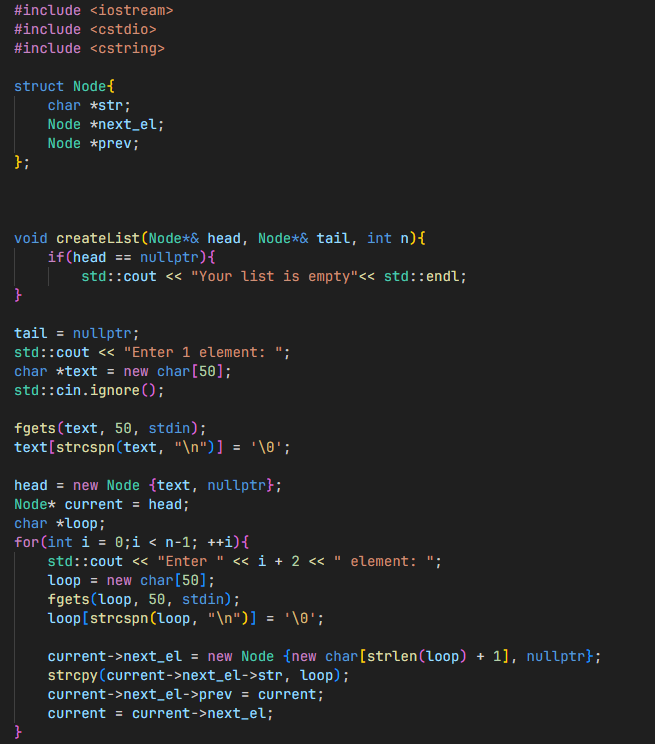 #include <iostream>
#include <cstdio>
#include <cstring>

struct Node{
    char *str;
    Node *next_el;
    Node *prev;
};

void createList(Node*& head, Node*& tail, int n){
    if(head == nullptr){
        std::cout << "Your list is empty"<< std::endl;
}

tail = nullptr;
std::cout << "Enter 1 element: ";
char *text = new char[50];
std::cin.ignore();

fgets(text, 50, stdin);
text[strcspn(text, "\n")] = '\0';

head = new Node {text, nullptr};
Node* current = head;
char *loop;
for(int i = 0;i < n-1; ++i){
    std::cout << "Enter " << i + 2 << " element: ";
    loop = new char[50];
    fgets(loop, 50, stdin);
    loop[strcspn(loop, "\n")] = '\0';

    current->next_el = new Node {new char[strlen(loop) + 1], nullptr};
    strcpy(current->next_el->str, loop);
    current->next_el->prev = current;
    current = current->next_el;
}